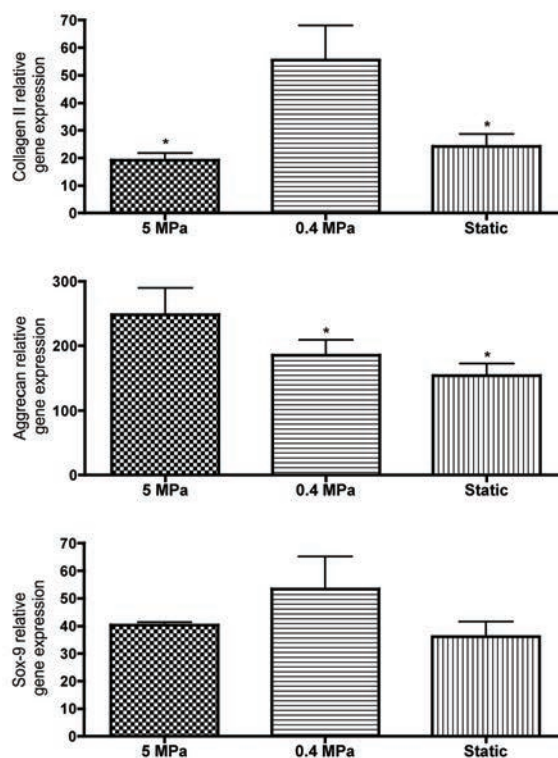 Collagen II relative
gene expression
70
60
50
40
30
20
10
0
*
*
5 MPa
0.4 MPa
Static
Aggrecan relative
gene expression
300
200
100
0
*
*
5 MPa
0.4 MPa
Static
Sox-9 relative
gene expression
70
60
50
40
30
20
10
0
5 MPa
0.4 MPa
Static